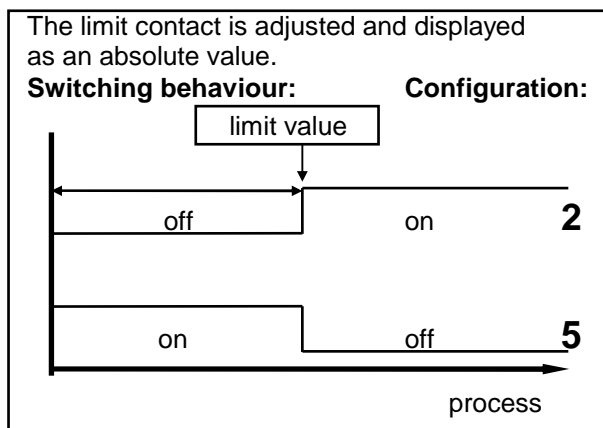 The limit contact is adjusted and displayed
as an absolute value.
Switching behaviour: Configuration:
limit value
off on 2
on off 5
process